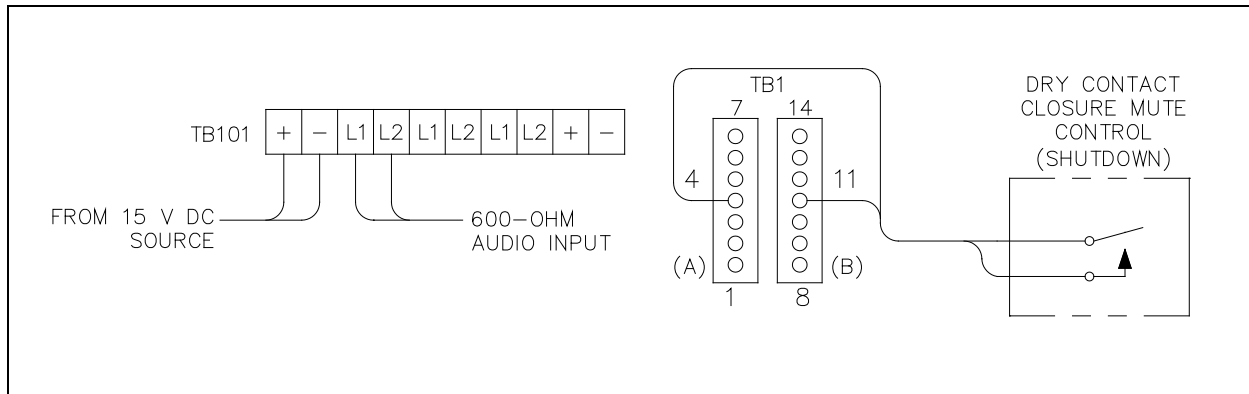 TB101 + − L1 L2 L1 L2 L1 L2 + −
FROM 15 V DC
SOURCE
600−OHM
AUDIO INPUT
TB1
7 14
4 11
(A) (B)
1 8
DRY CONTACT
CLOSURE MUTE
CONTROL
(SHUTDOWN)